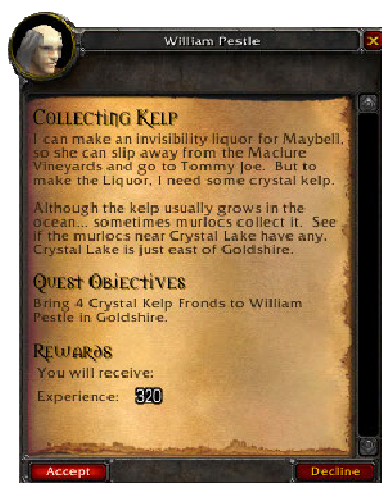 William Pestle
Collecting Kelp
I can make an invisibility liquor for Maybell,
so she can slip away from the Maclure
Vineyards and go to Tommy Joe. But to
make the Liquor, I need some crystal kelp.
Although the kelp usually grows in the
ocean... sometimes murlocs collect it. See
if the murlocs near Crystal Lake have any.
Crystal Lake is just east of Goldshire.
Quest Objectives
Bring 4 Crystal Kelp Fronds to William
Pestle in Goldshire.
Rewards
You will receive:
Experience: 320
Accept
Decline